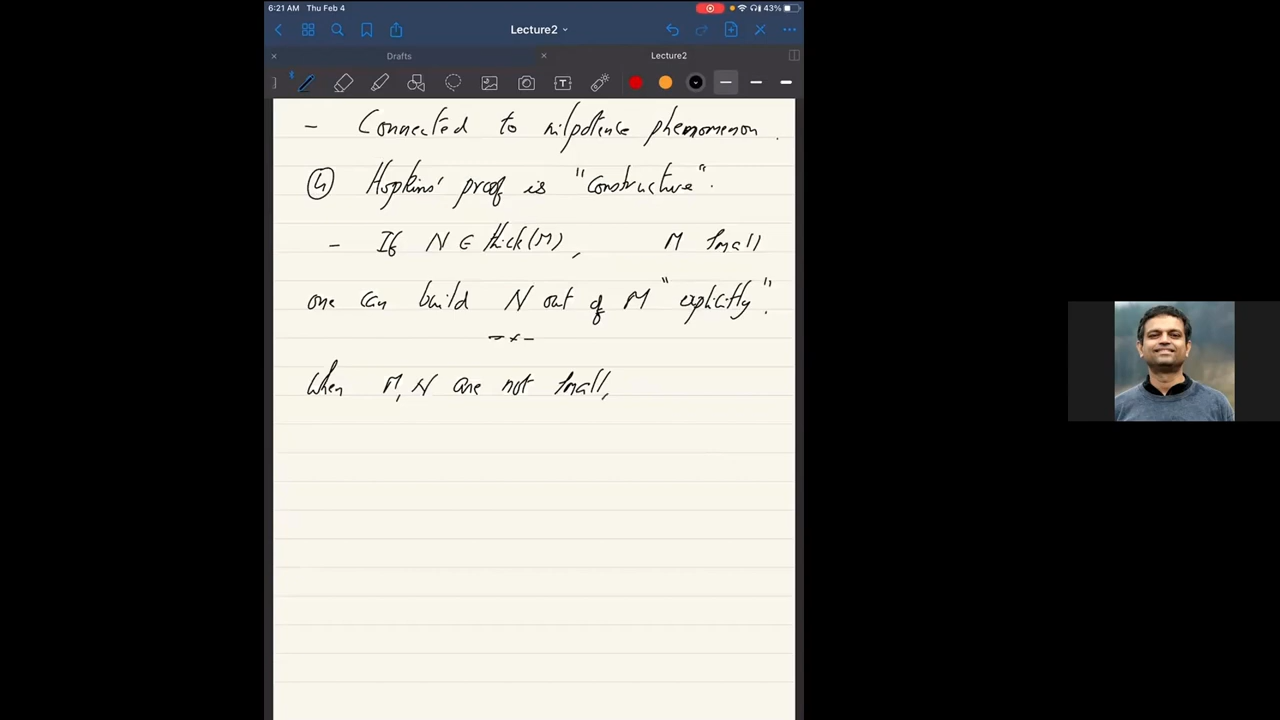 6:21 AM Thu Feb 4
43%
Lecture2
Drafts
Lecture2
- Connected to nilpotence phenomenon.
④ Hopkins' proof is "constructive".
- If N ∈ thick(M), M small
one can build N out of M "explicitly".
=x-
When M, N are not small,